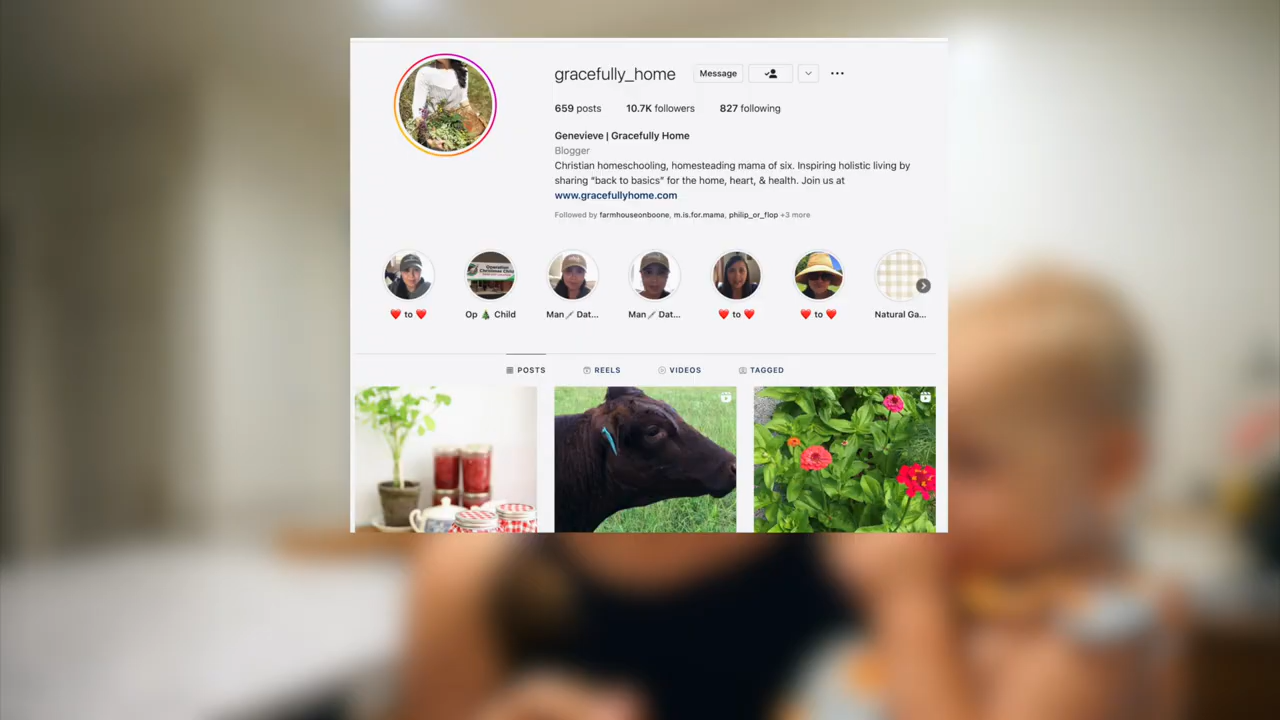 gracefully_home Message
659 posts 10.7K followers 827 following
Genevieve | Gracefully Home
Blogger
Christian homeschooling, homesteading mama of six. Inspiring holistic living by
sharing “back to basics” for the home, heart, & health. Join us at
www.gracefullyhome.com
Followed by farmhouseonboone, m.is.for.mama, philip_or_flop +3 more
Operation
Christmas Child
❤️ to ❤️ Op 🎄 Child Man💉 Dat... Man💉 Dat... ❤️ to ❤️ ❤️ to ❤️ Natural Ga...
POSTS REELS VIDEOS TAGGED